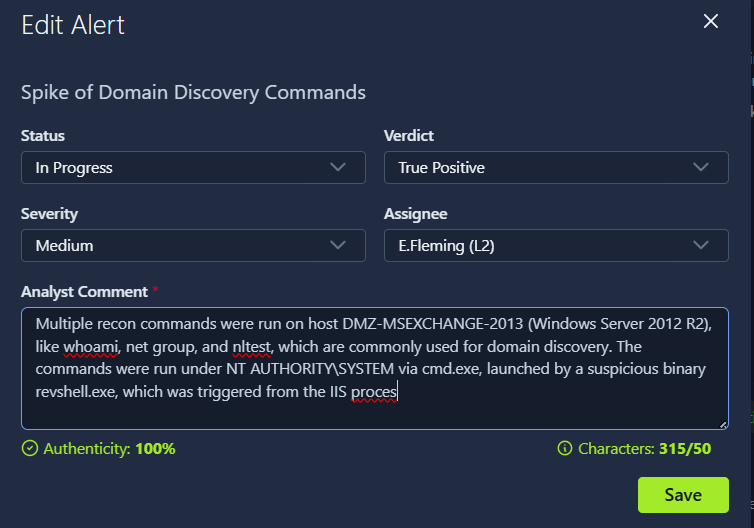 Edit Alert
Spike of Domain Discovery Commands
Status
Verdict
In Progress
True Positive
Severity
Assignee
Medium
E.Fleming (L2)
Analyst Comment *
Multiple recon commands were run on host DMZ-MSEXCHANGE-2013 (Windows Server 2012 R2),
like whoami, net group, and nltest, which are commonly used for domain discovery. The
commands were run under NT AUTHORITY\SYSTEM via cmd.exe, launched by a suspicious binary
revshell.exe, which was triggered from the IIS proces
Authenticity: 100%
Characters: 315/50
Save